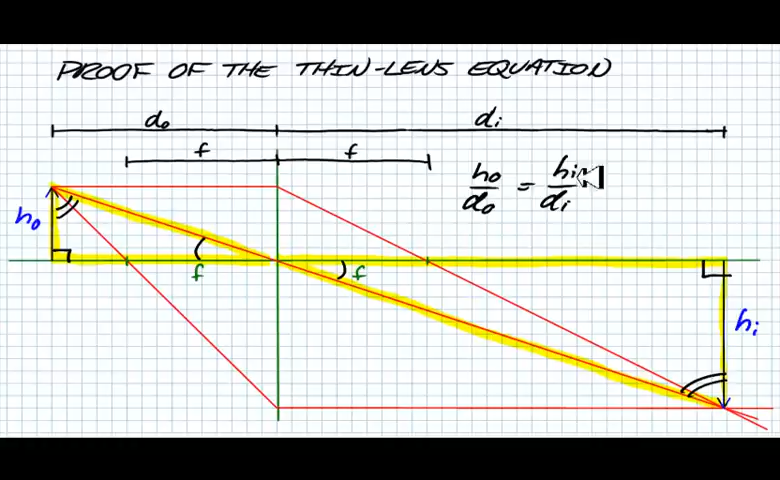 PROOF OF THE THIN-LENS EQUATION
do di
f f
ho/do = hi/di
ho
f f
hi